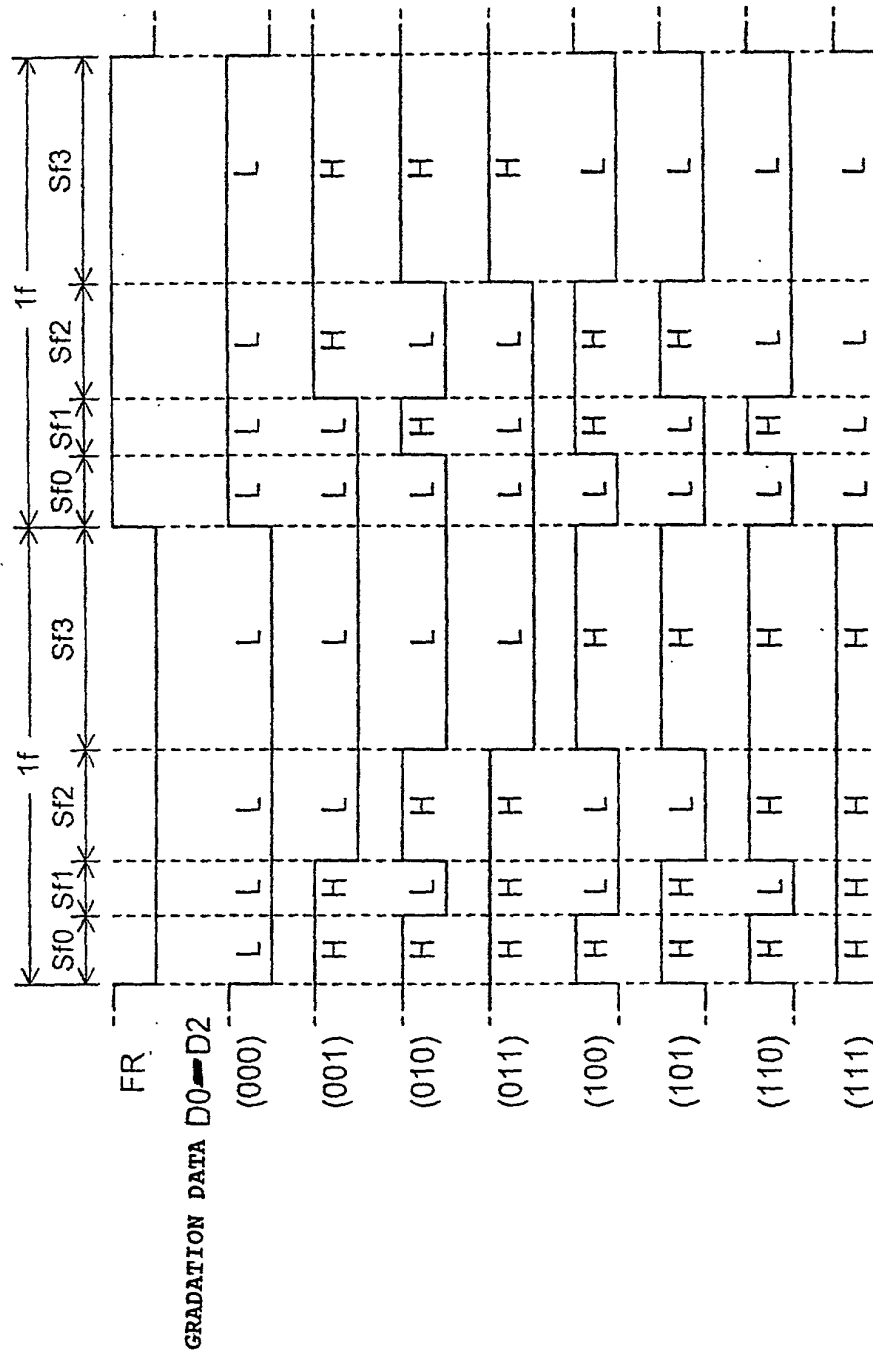 1f 1f
Sf0 Sf1 Sf2 Sf3 Sf0 Sf1 Sf2 Sf3
FR
GRADATION DATA D0—D2
(000) L L L L L L L L
(001) H H L L L L H H
(010) H L H L L H L H
(011) H H H L L L L H
(100) H L L H L H H L
(101) H H L H L L H L
(110) H L H H L H L L
(111) H H H H L L L L